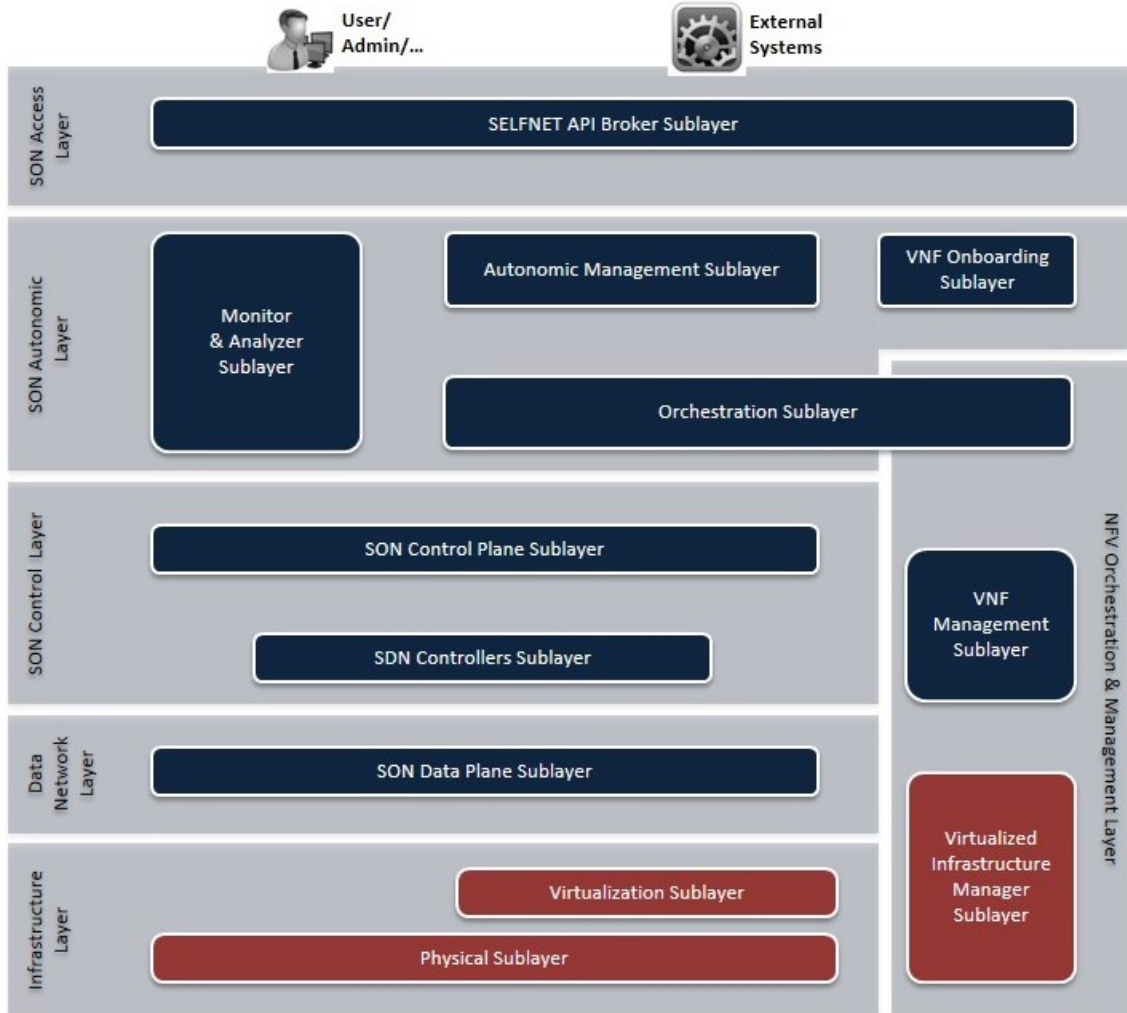 User/
Admin/...
External
Systems
SON Access
Layer
SELFNET API Broker Sublayer
SON Autonomic
Layer
Monitor
& Analyzer
Sublayer
Autonomic Management Sublayer
VNF Onboarding
Sublayer
Orchestration Sublayer
SON Control Layer
SON Control Plane Sublayer
SDN Controllers Sublayer
NFV Orchestration & Management Layer
VNF
Management
Sublayer
Data
Network
Layer
SON Data Plane Sublayer
Virtualized
Infrastructure
Manager
Sublayer
Infrastructure
Layer
Virtualization Sublayer
Physical Sublayer